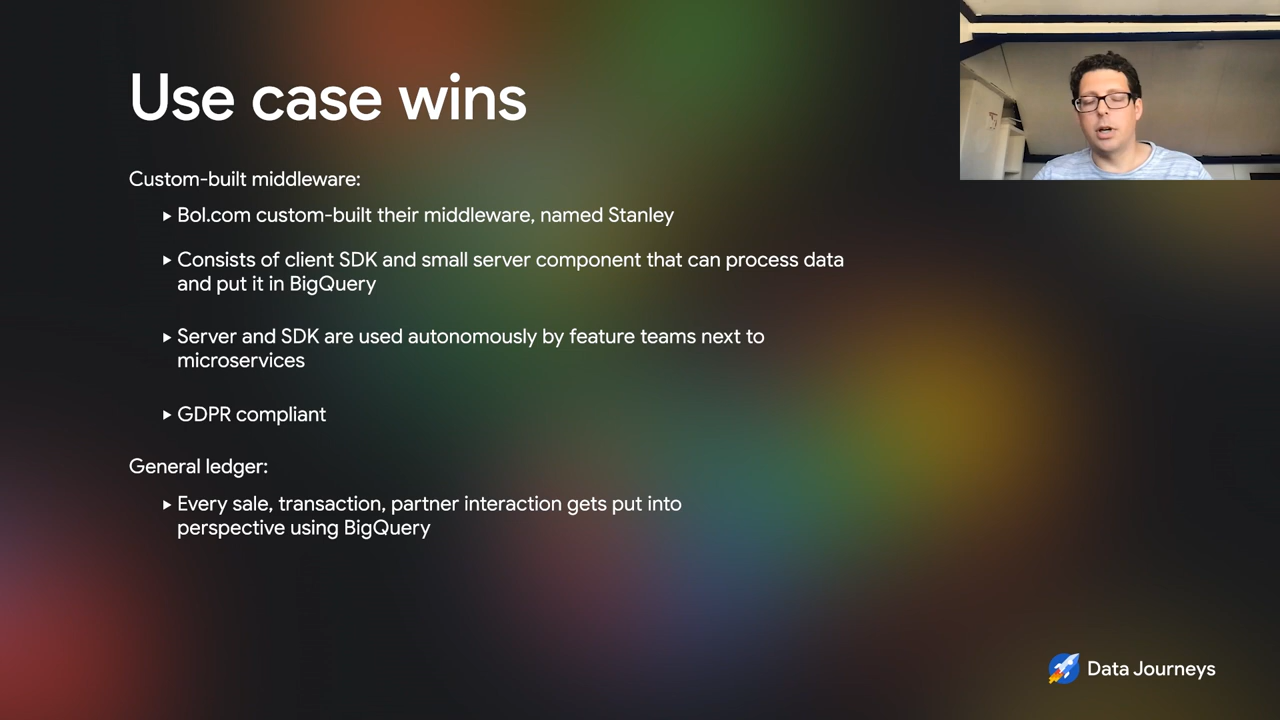 Use case wins
Custom-built middleware:
Bol.com custom-built their middleware, named Stanley
Consists of client SDK and small server component that can process data
and put it in BigQuery
Server and SDK are used autonomously by feature teams next to
microservices
GDPR compliant
General ledger:
Every sale, transaction, partner interaction gets put into
perspective using BigQuery
Data Journeys